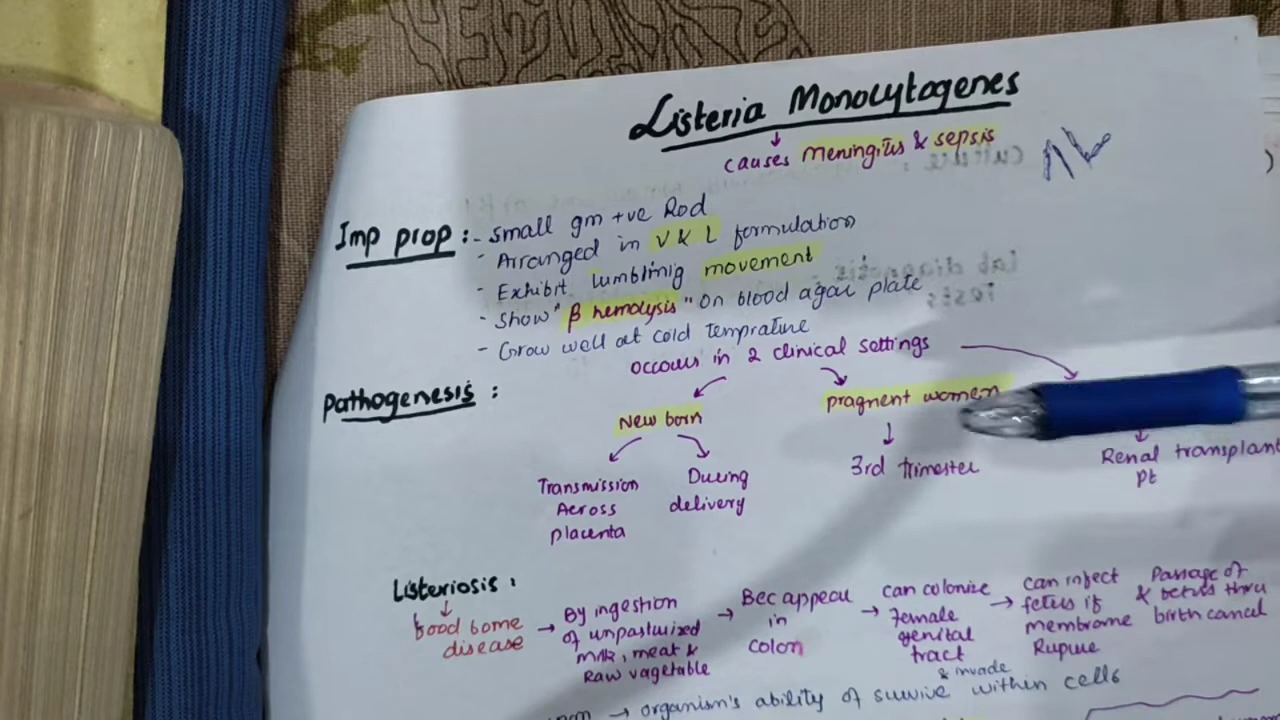 Listeria Monocytogenes
causes meningitis & sepsis
Imp prop :
- Small gm +ve Rod
- Arranged in V & L formulation
- Exhibit tumbling movement
- Show "β hemolysis" on blood agar plate
- Grow well at cold temprature
Pathogenesis :
occours in 2 clinical settings
New born
pragnent women
Transmission
Across
placenta
During
delivery
3rd trimester
Renal transplant
pt
Listeriosis :
food borne
disease
→ By ingestion
of unpasturized
milk, meat &
Raw vagetable
→ Bec appear
in
colon
→ can colonize
female
genital
tract
→ can infect
fetus if
membrane
Rupure
& Passage of
fetus thru
birth canal
→ organism's ability of survive & invade within cells